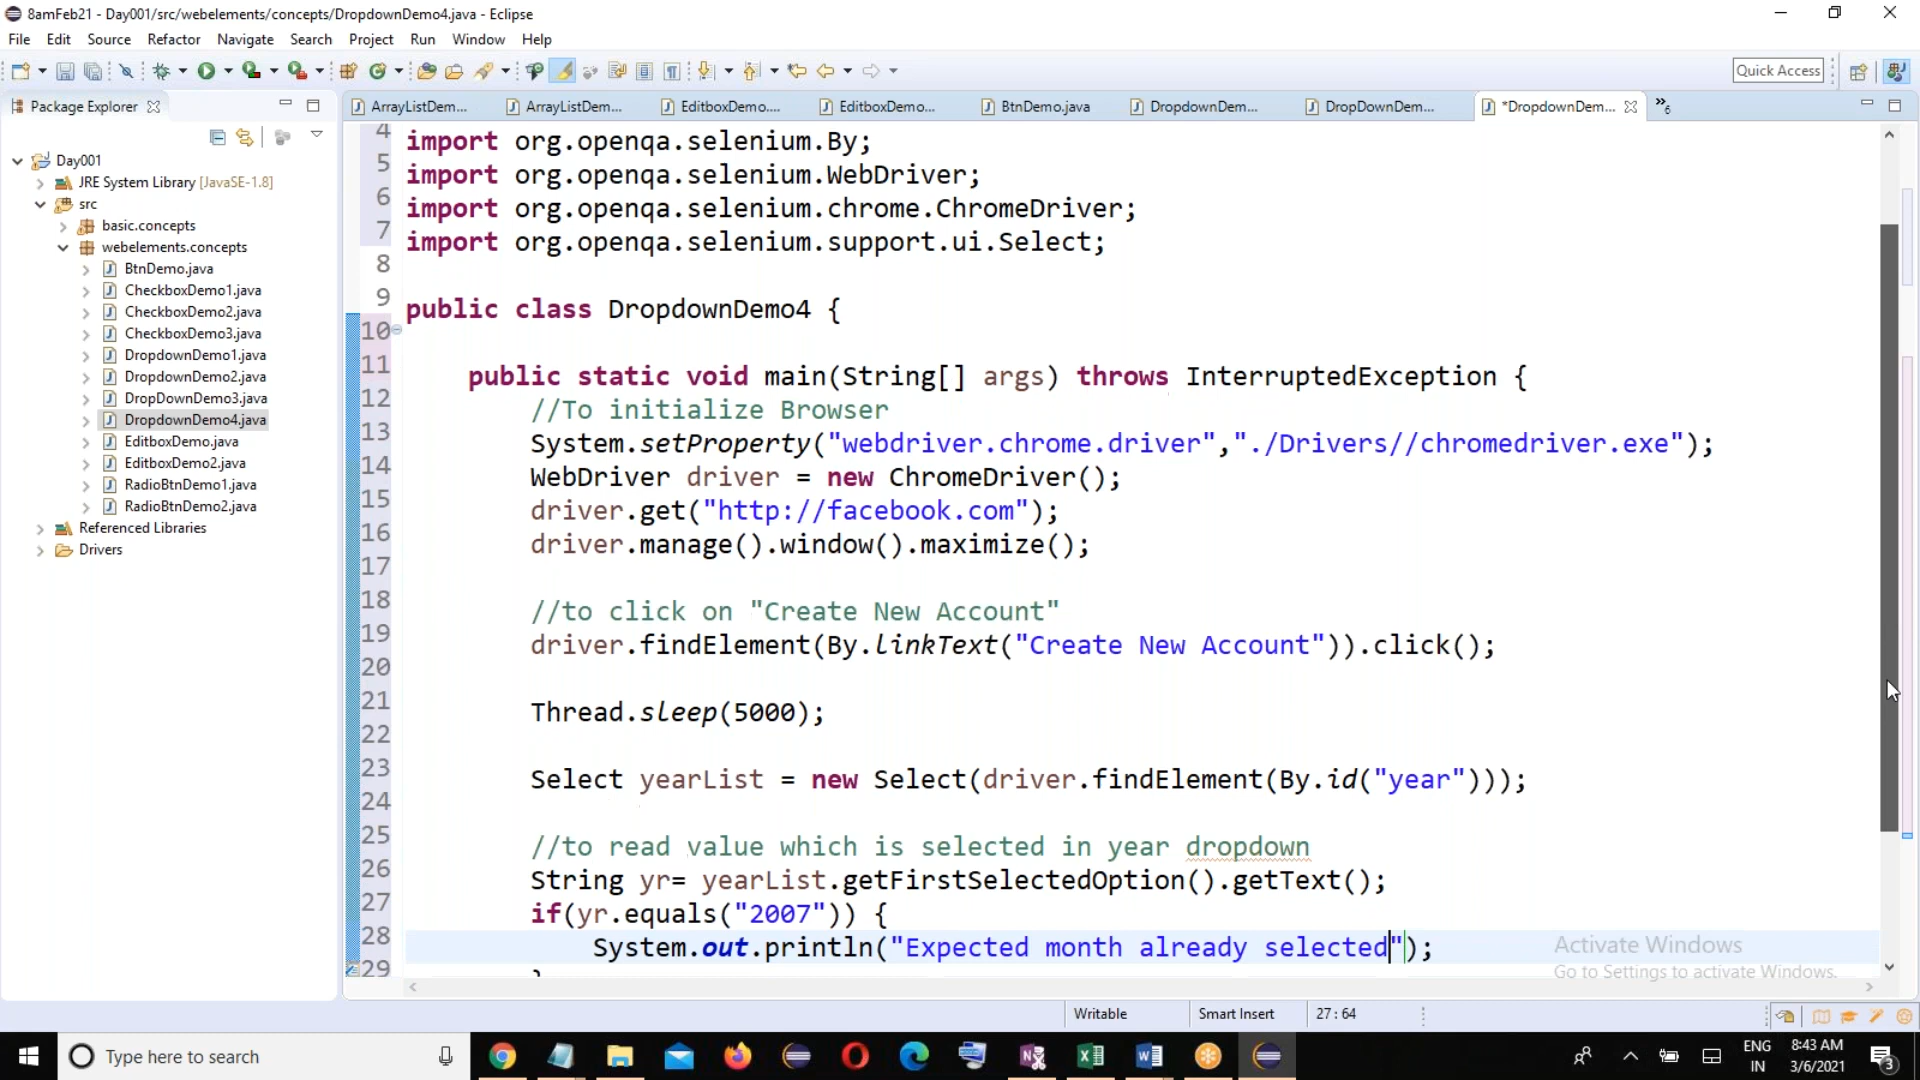 8amFeb21 - Day001/src/webelements/concepts/DropdownDemo4.java - Eclipse
File Edit Source Refactor Navigate Search Project Run Window Help
Quick Access
Package Explorer
ArrayListDem... ArrayListDem... EditboxDemo.... EditboxDemo... BtnDemo.java DropdownDem... DropDownDem... *DropdownDem... »6
Day001
JRE System Library [JavaSE-1.8]
src
basic.concepts
webelements.concepts
BtnDemo.java
CheckboxDemo1.java
CheckboxDemo2.java
CheckboxDemo3.java
DropdownDemo1.java
DropdownDemo2.java
DropDownDemo3.java
DropdownDemo4.java
EditboxDemo.java
EditboxDemo2.java
RadioBtnDemo1.java
RadioBtnDemo2.java
Referenced Libraries
Drivers
4 import org.openqa.selenium.By;
5 import org.openqa.selenium.WebDriver;
6 import org.openqa.selenium.chrome.ChromeDriver;
7 import org.openqa.selenium.support.ui.Select;
8
9 public class DropdownDemo4 {
10
11 public static void main(String[] args) throws InterruptedException {
12 //To initialize Browser
13 System.setProperty("webdriver.chrome.driver","./Drivers//chromedriver.exe");
14 WebDriver driver = new ChromeDriver();
15 driver.get("http://facebook.com");
16 driver.manage().window().maximize();
17
18 //to click on "Create New Account"
19 driver.findElement(By.linkText("Create New Account")).click();
20
21 Thread.sleep(5000);
22
23 Select yearList = new Select(driver.findElement(By.id("year")));
24
25 //to read value which is selected in year dropdown
26 String yr= yearList.getFirstSelectedOption().getText();
27 if(yr.equals("2007")) {
28 System.out.println("Expected month already selected");
29 }
Activate Windows
Go to Settings to activate Windows.
Writable Smart Insert 27 : 64
Type here to search
ENG
IN
8:43 AM
3/6/2021
3